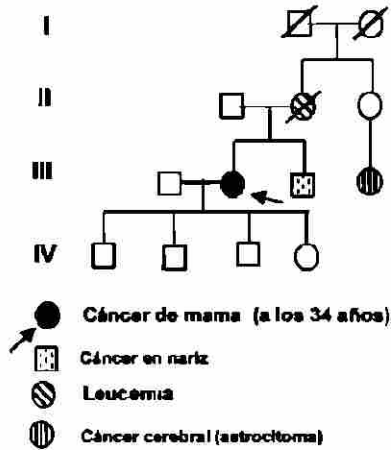 I
II
III
IV
Cáncer de mama (a los 34 años)
Cáncer en nariz
Leucemia
Cáncer cerebral (astrocitoma)